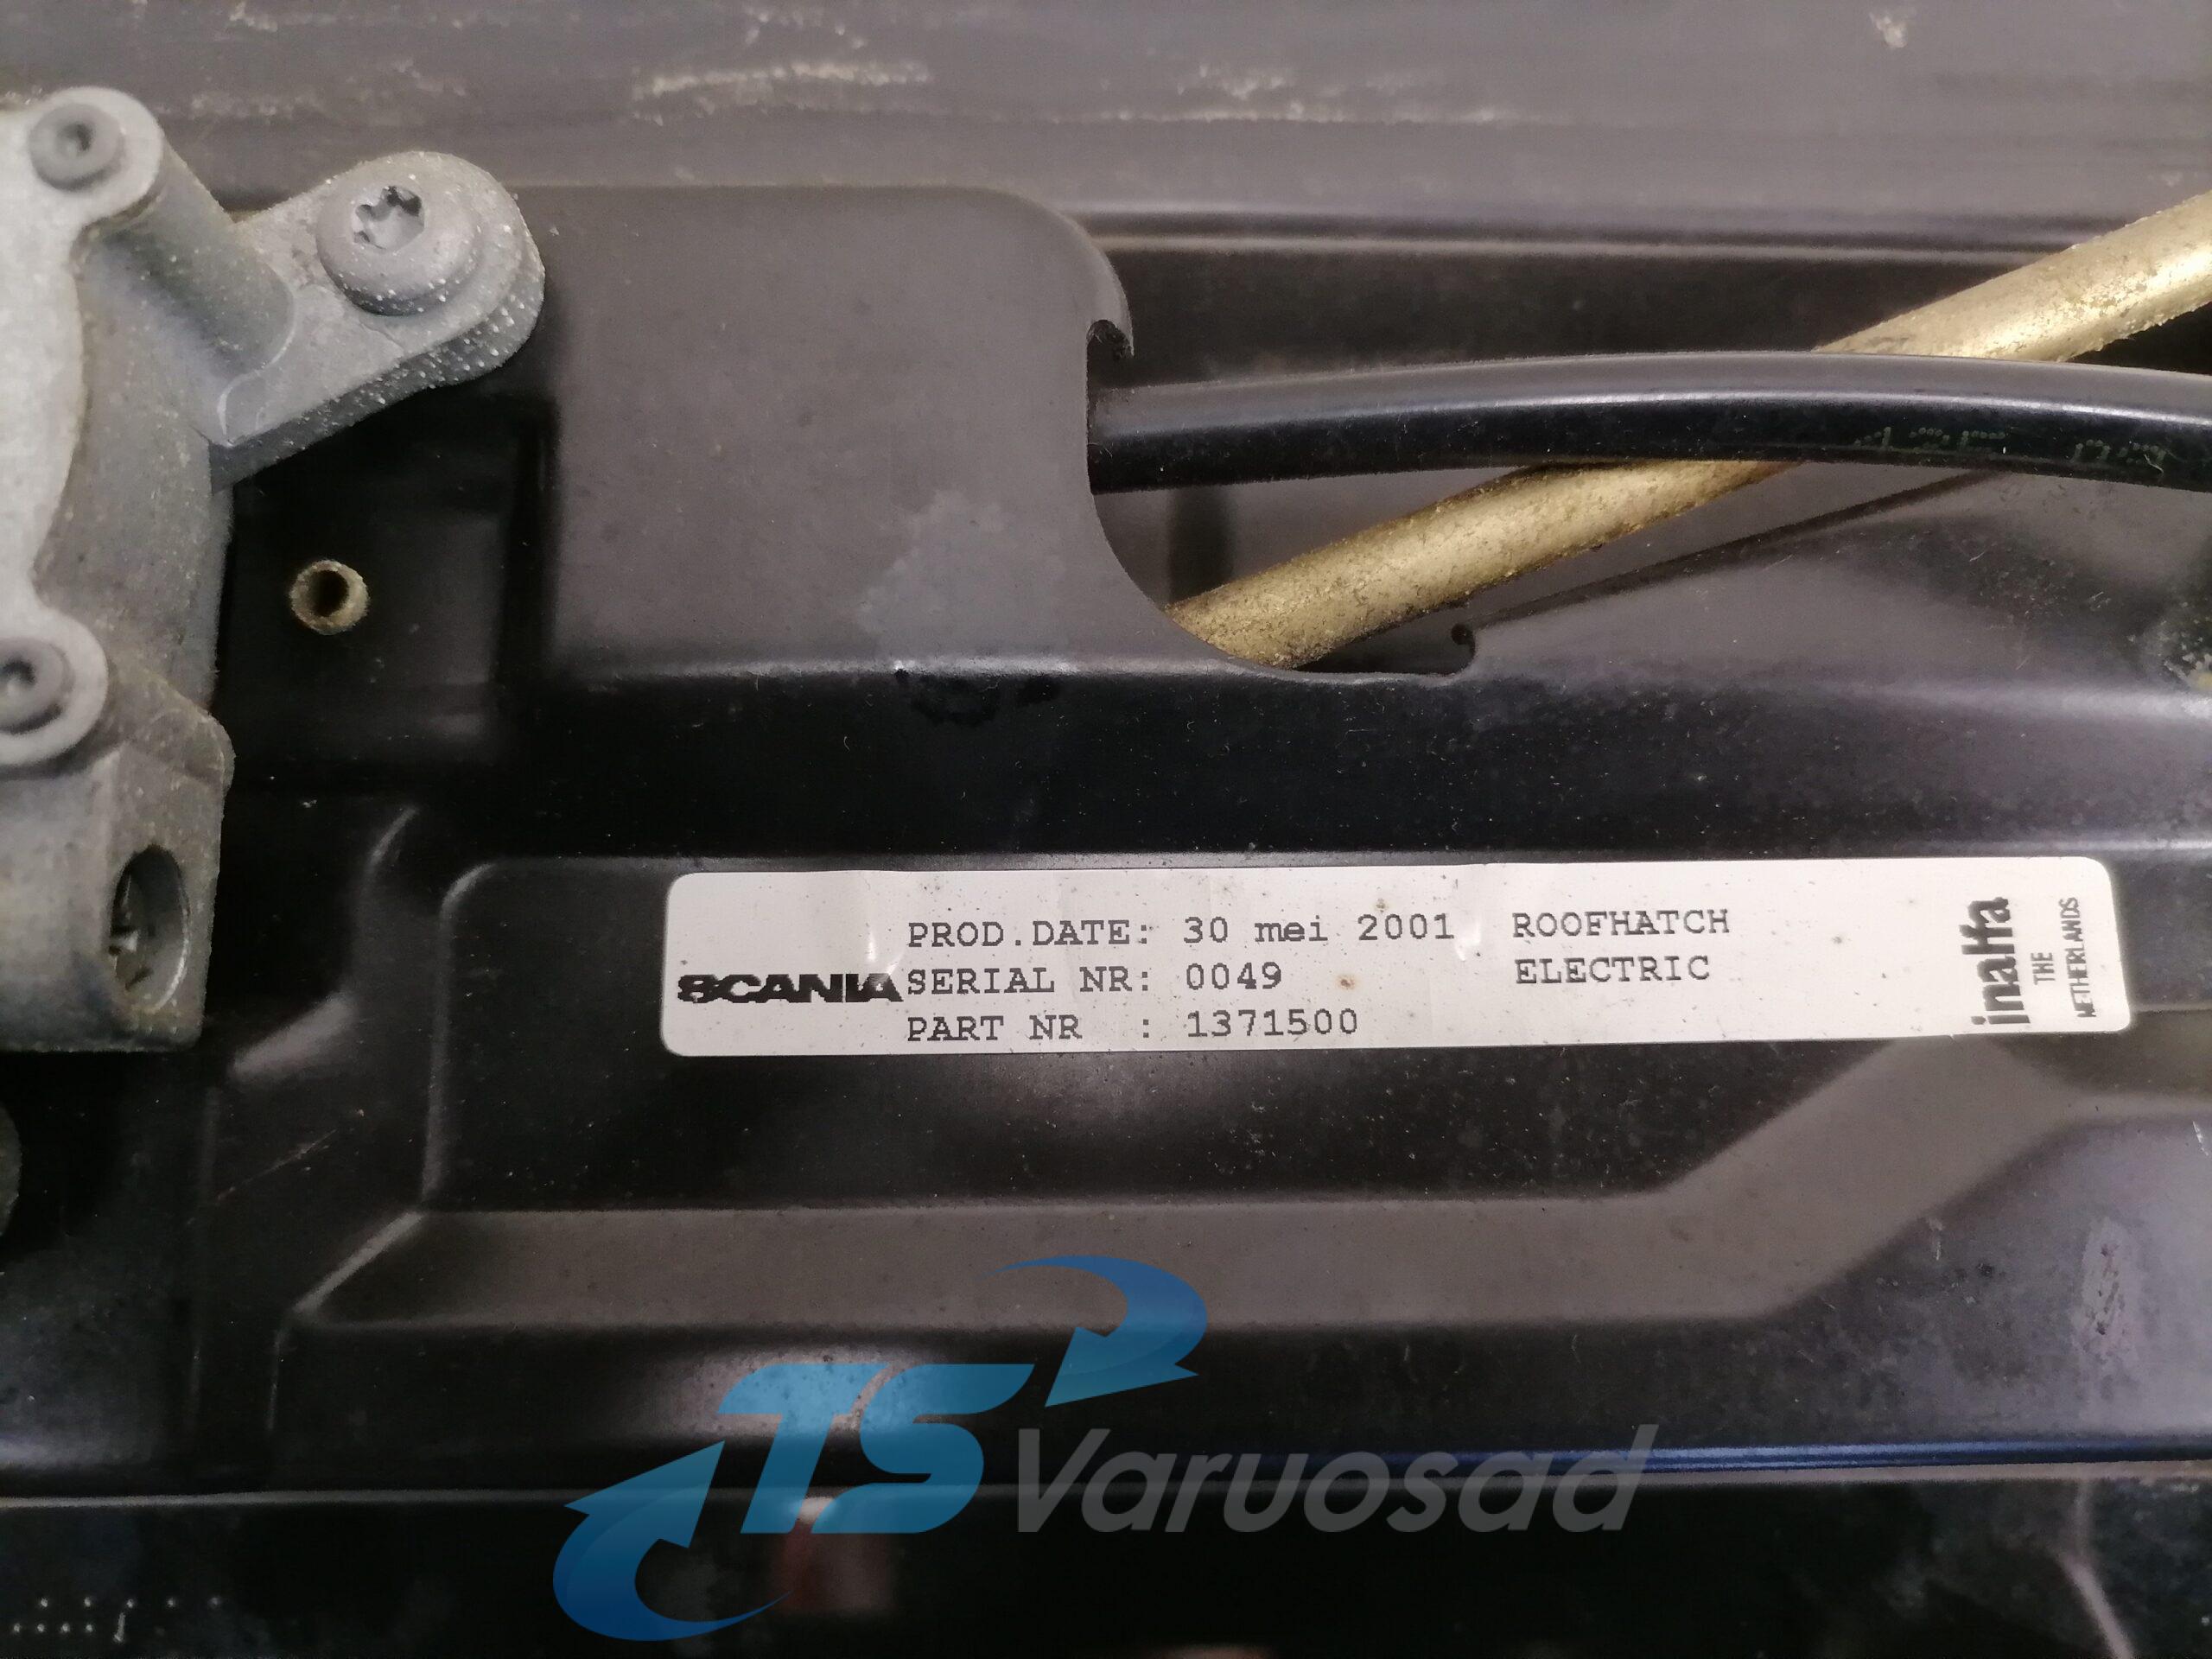 PROD.DATE: 30 mei 2001 ROOFHATCH
SCANIA SERIAL NR: 0049 ELECTRIC
PART NR : 1371500
inalfa
THE
NETHERLANDS
TS Varuosad